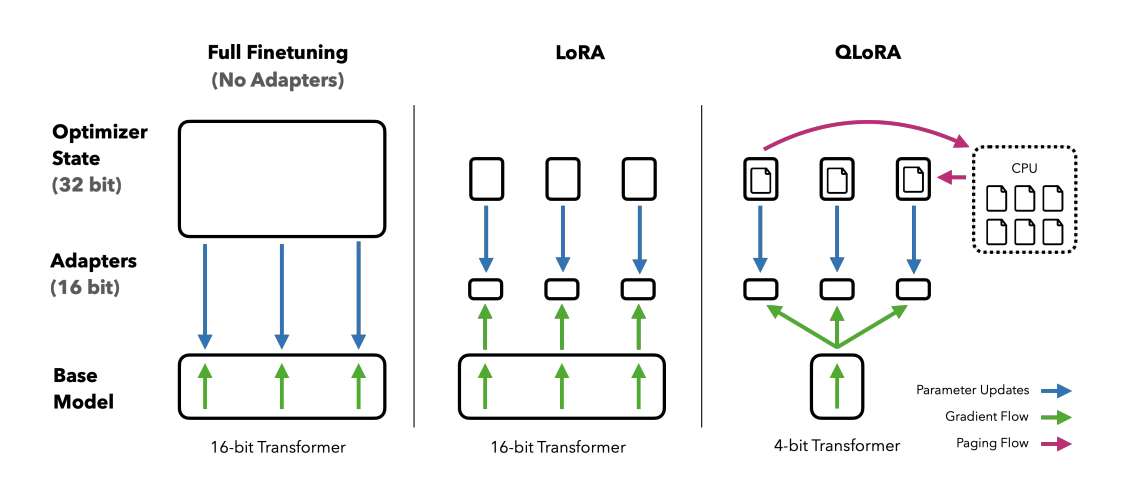 Full Finetuning
(No Adapters)
LoRA
QLoRA
Optimizer
State
(32 bit)
CPU
Adapters
(16 bit)
Base
Model
Parameter Updates
Gradient Flow
Paging Flow
16-bit Transformer
16-bit Transformer
4-bit Transformer